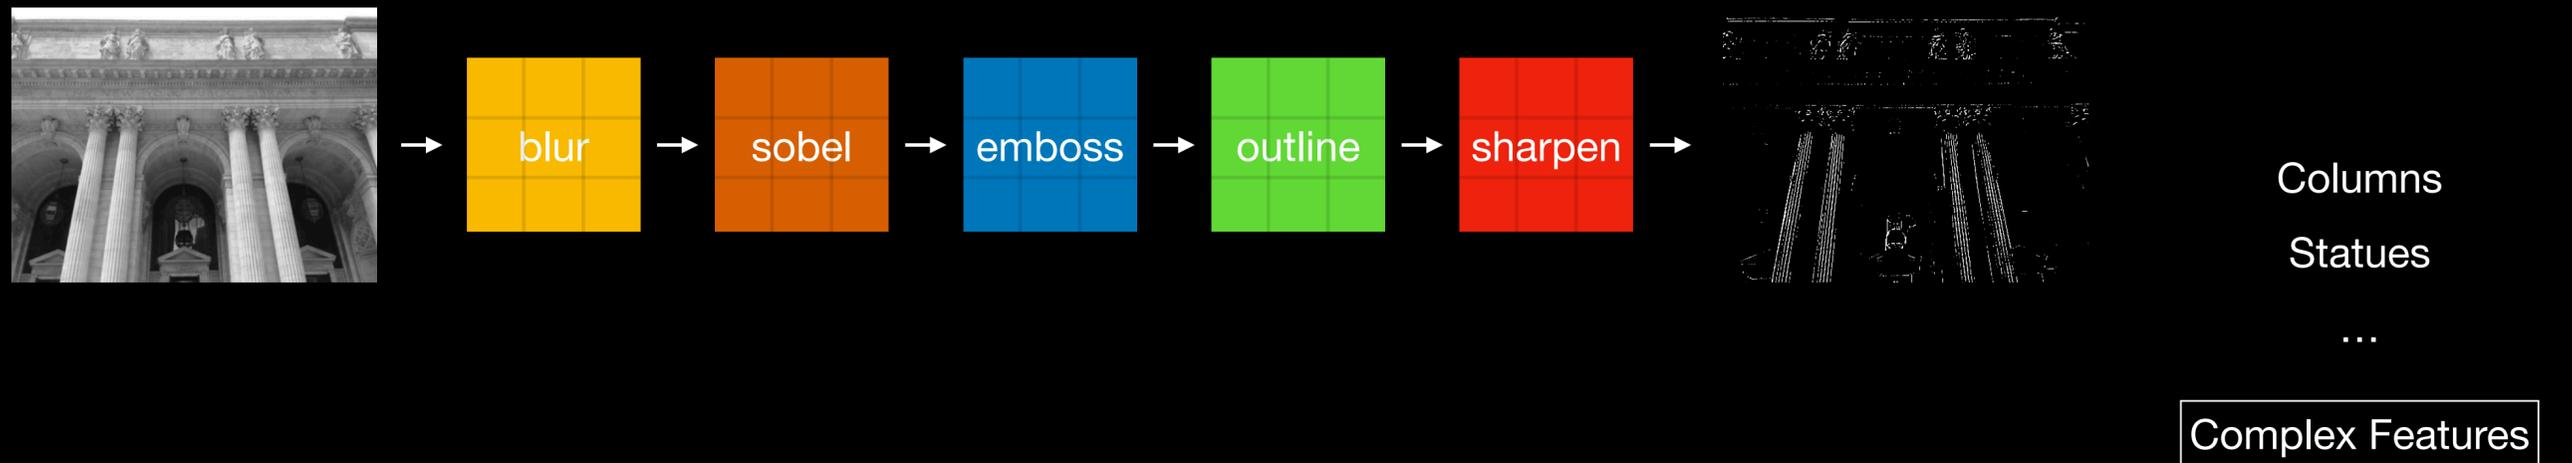 blur
sobel
emboss
outline
sharpen
Columns
Statues
...
Complex Features